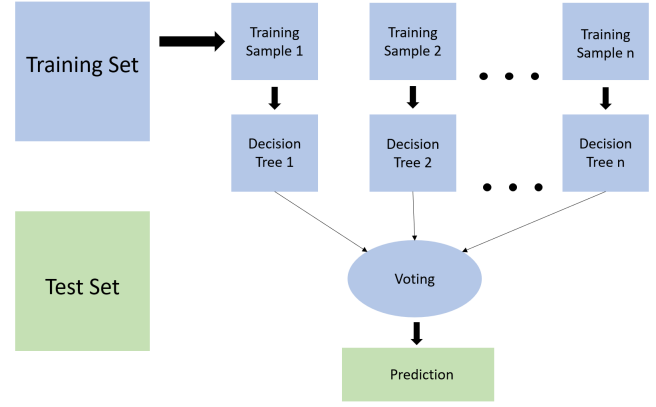 Training Set
Training
Sample 1
Training
Sample 2
Training
Sample n
Decision
Tree 1
Decision
Tree 2
Decision
Tree n
Test Set
Voting
Prediction